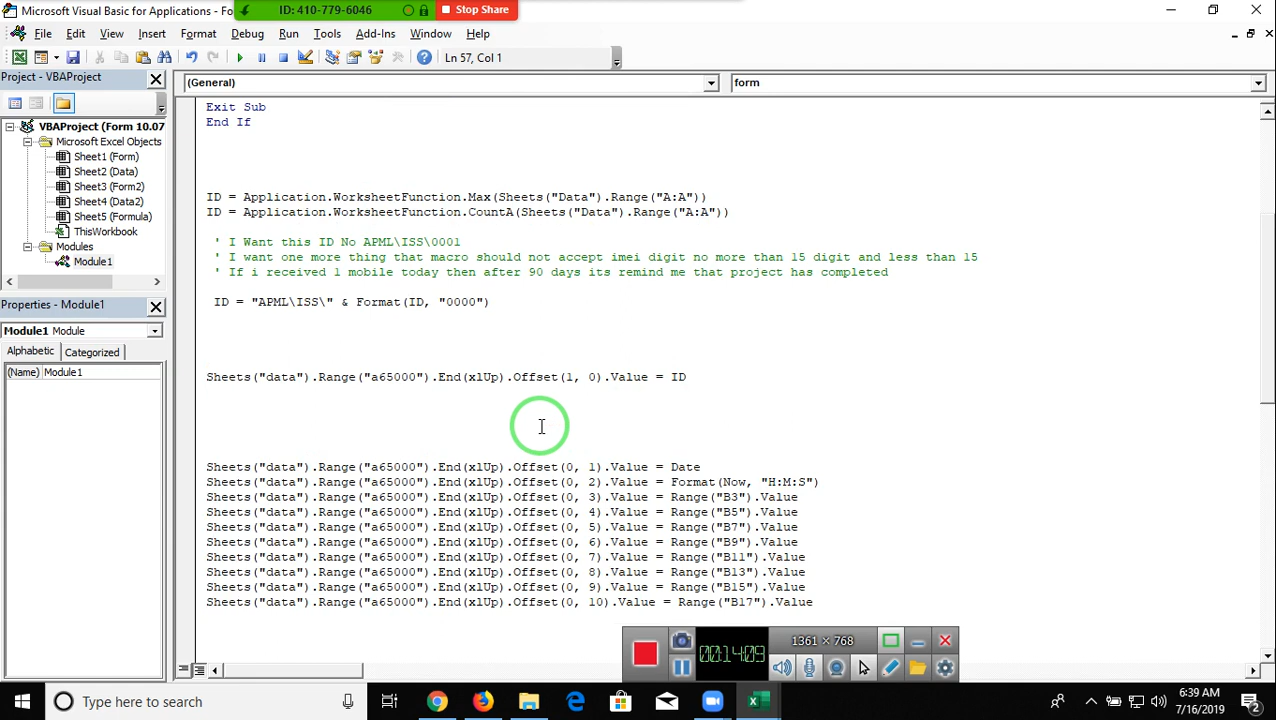 Microsoft Visual Basic for Applications - Fo
ID: 410-779-6046
Stop Share
File Edit View Insert Format Debug Run Tools Add-Ins Window Help
Ln 57, Col 1
Project - VBAProject
(General)
form
VBAProject (Form 10.07
Microsoft Excel Objects
Sheet1 (Form)
Sheet2 (Data)
Sheet3 (Form2)
Sheet4 (Data2)
Sheet5 (Formula)
ThisWorkbook
Modules
Module1
Properties - Module1
Module1 Module
Alphabetic Categorized
(Name) Module1
Exit Sub
End If
ID = Application.WorksheetFunction.Max(Sheets("Data").Range("A:A"))
ID = Application.WorksheetFunction.CountA(Sheets("Data").Range("A:A"))
' I Want this ID No APML\ISS\0001
' I want one more thing that macro should not accept imei digit no more than 15 digit and less than 15
' If i received 1 mobile today then after 90 days its remind me that project has completed
ID = "APML\ISS\" & Format(ID, "0000")
Sheets("data").Range("a65000").End(xlUp).Offset(1, 0).Value = ID
Sheets("data").Range("a65000").End(xlUp).Offset(0, 1).Value = Date
Sheets("data").Range("a65000").End(xlUp).Offset(0, 2).Value = Format(Now, "H:M:S")
Sheets("data").Range("a65000").End(xlUp).Offset(0, 3).Value = Range("B3").Value
Sheets("data").Range("a65000").End(xlUp).Offset(0, 4).Value = Range("B5").Value
Sheets("data").Range("a65000").End(xlUp).Offset(0, 5).Value = Range("B7").Value
Sheets("data").Range("a65000").End(xlUp).Offset(0, 6).Value = Range("B9").Value
Sheets("data").Range("a65000").End(xlUp).Offset(0, 7).Value = Range("B11").Value
Sheets("data").Range("a65000").End(xlUp).Offset(0, 8).Value = Range("B13").Value
Sheets("data").Range("a65000").End(xlUp).Offset(0, 9).Value = Range("B15").Value
Sheets("data").Range("a65000").End(xlUp).Offset(0, 10).Value = Range("B17").Value
00:14:09
1361 × 768
Type here to search
6:39 AM
7/16/2019
2